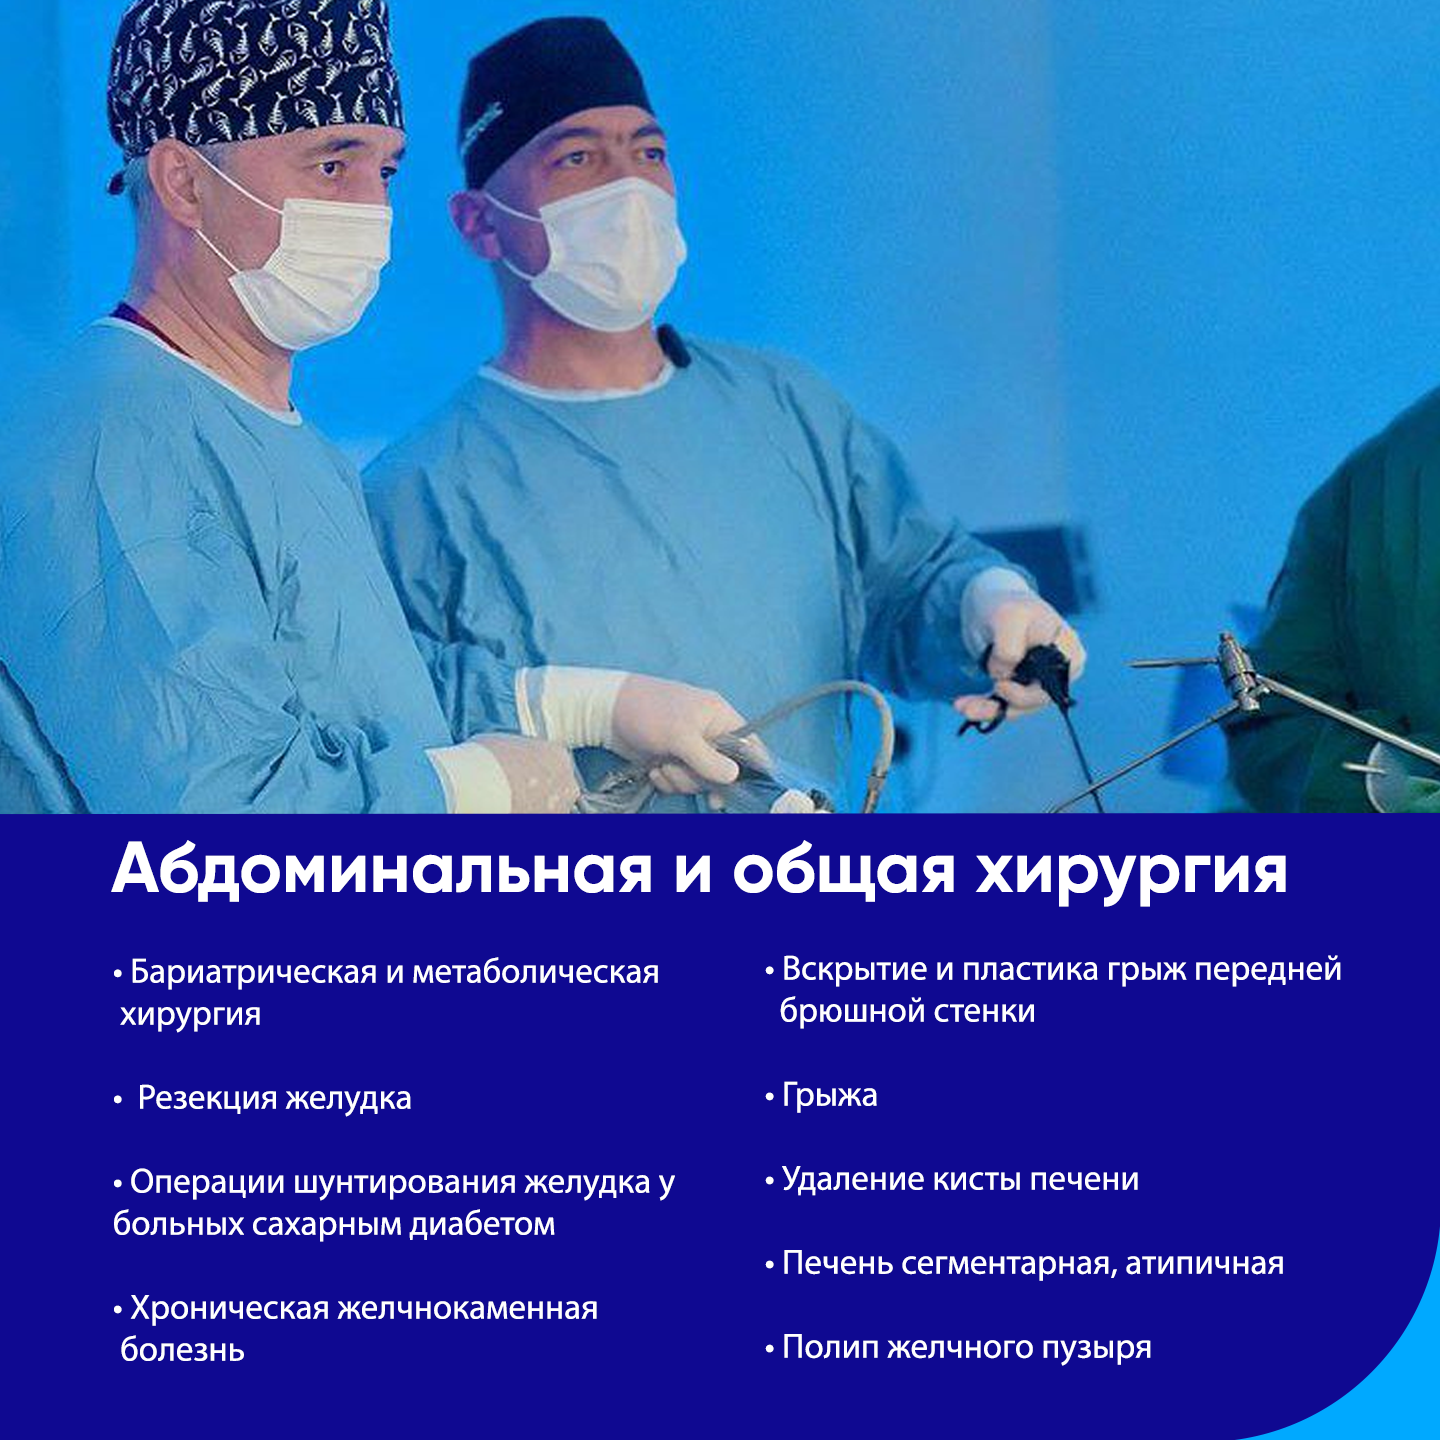 Абдоминальная и общая хирургия
• Бариатрическая и метаболическая
хирургия
• Резекция желудка
• Операции шунтирования желудка у
больных сахарным диабетом
• Хроническая желчнокаменная
болезнь
• Вскрытие и пластика грыж передней
брюшной стенки
• Грыжа
• Удаление кисты печени
• Печень сегментарная, атипичная
• Полип желчного пузыря